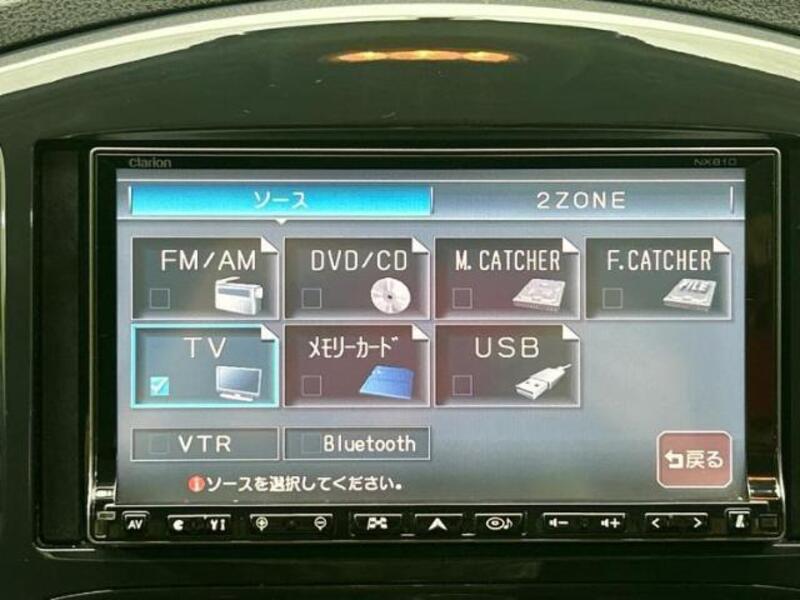 clarion NX810
ソース 2ZONE
FM/AM DVD/CD M.CATCHER F.CATCHER
FILE
TV メモリーカード USB
VTR Bluetooth
戻る
ソースを選択してください。
AV